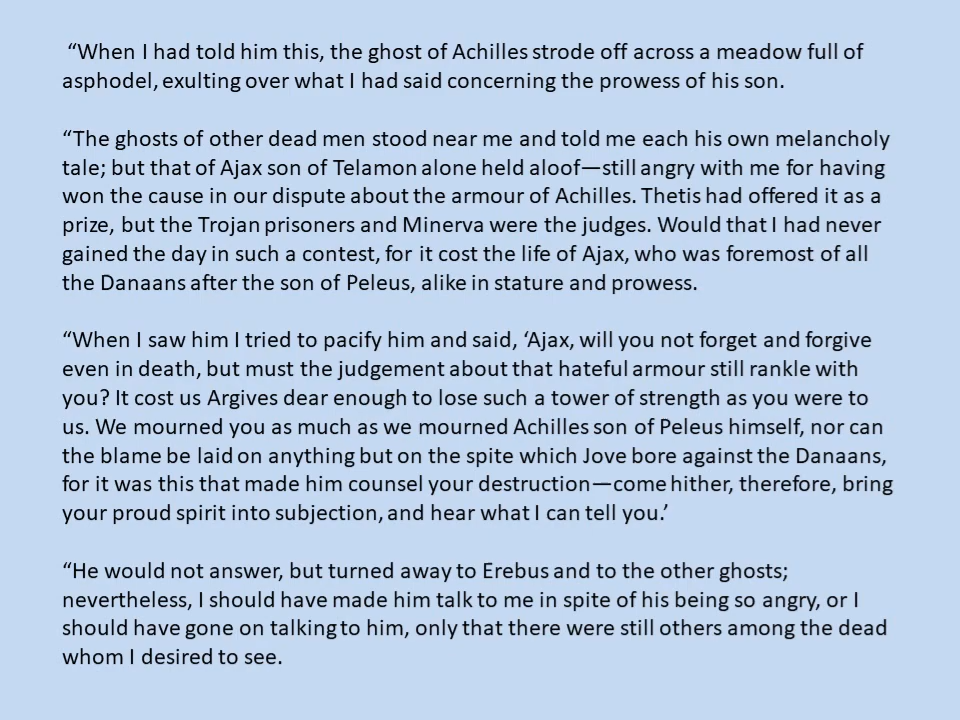 “When I had told him this, the ghost of Achilles strode off across a meadow full of
asphodel, exulting over what I had said concerning the prowess of his son.
“The ghosts of other dead men stood near me and told me each his own melancholy
tale; but that of Ajax son of Telamon alone held aloof—still angry with me for having
won the cause in our dispute about the armour of Achilles. Thetis had offered it as a
prize, but the Trojan prisoners and Minerva were the judges. Would that I had never
gained the day in such a contest, for it cost the life of Ajax, who was foremost of all
the Danaans after the son of Peleus, alike in stature and prowess.
“When I saw him I tried to pacify him and said, ‘Ajax, will you not forget and forgive
even in death, but must the judgement about that hateful armour still rankle with
you? It cost us Argives dear enough to lose such a tower of strength as you were to
us. We mourned you as much as we mourned Achilles son of Peleus himself, nor can
the blame be laid on anything but on the spite which Jove bore against the Danaans,
for it was this that made him counsel your destruction—come hither, therefore, bring
your proud spirit into subjection, and hear what I can tell you.’
“He would not answer, but turned away to Erebus and to the other ghosts;
nevertheless, I should have made him talk to me in spite of his being so angry, or I
should have gone on talking to him, only that there were still others among the dead
whom I desired to see.